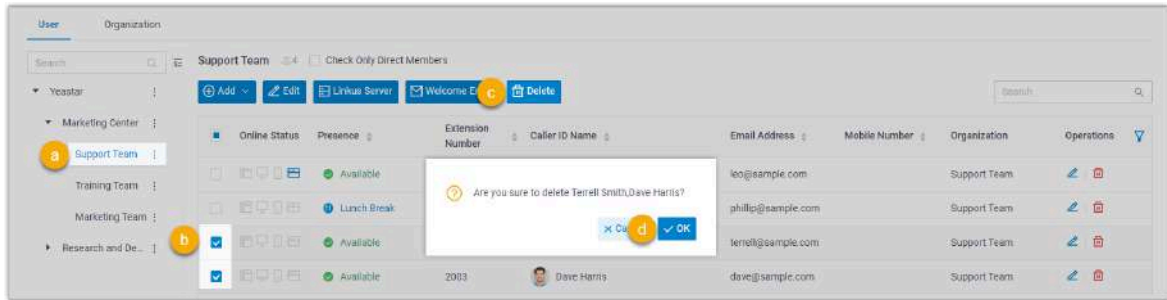 User Organization
Search Support Team 4 Check Only Direct Members
Yeastar Add Edit Linkus Server Welcome E c Delete Search
Marketing Center Online Status Presence Extension Number Caller ID Name Email Address Mobile Number Organization Operations
a Support Team Available leo@sample.com Support Team
Training Team Are you sure to delete Terrell Smith,Dave Harris?
Marketing Team Lunch Break phillip@sample.com Support Team
Research and De... b Available d OK terrell@sample.com Support Team
Available 2003 Dave Harris dave@sample.com Support Team